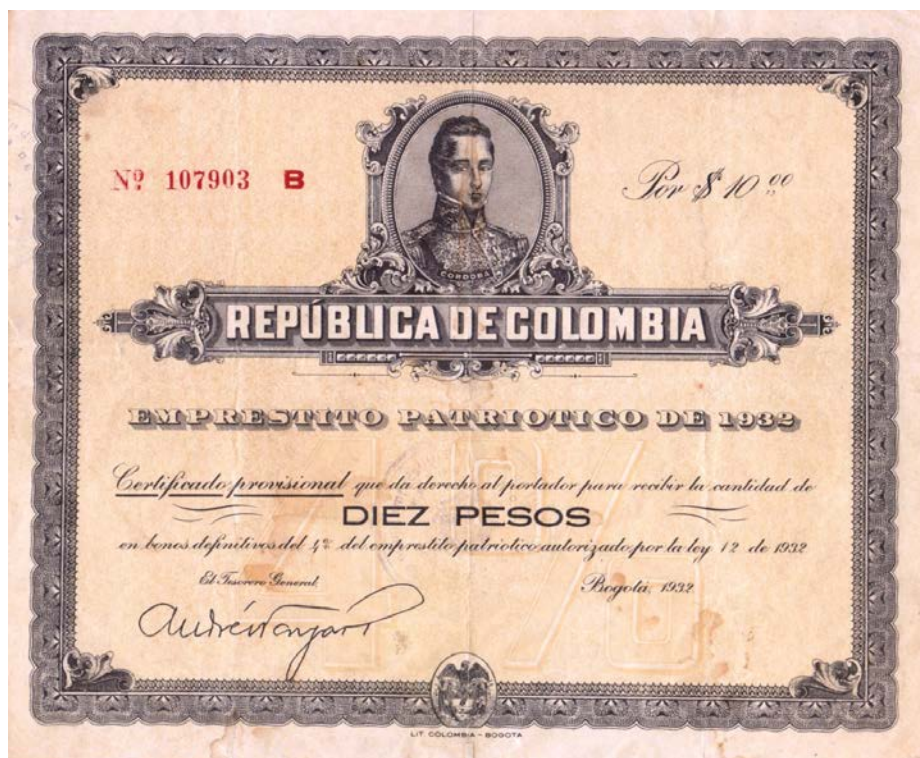 Nº 107903 B
Por $ 10.00
CORDOBA
REPÚBLICA DE COLOMBIA
EMPRESTITO PATRIOTICO DE 1932
4%
Certificado provisional que da derecho al portador para recibir la cantidad de
DIEZ PESOS
en bonos definitivos del 4% del emprestito patriotico autorizado por la ley 12 de 1932
El Tesorero General,
Bogotá, 1932
LIT. COLOMBIA - BOGOTA